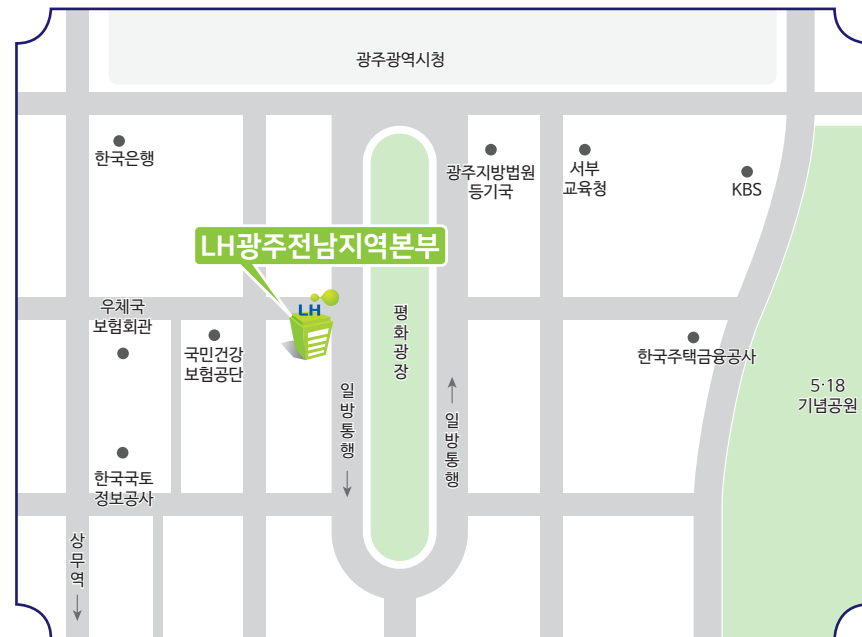 광주광역시청
한국은행
광주지방법원
등기국
서부
교육청
KBS
LH광주전남지역본부
LH
우체국
보험회관
국민건강
보험공단
평화광장
한국주택금융공사
5·18
기념공원
일방통행
일방통행
한국국토
정보공사
상무역